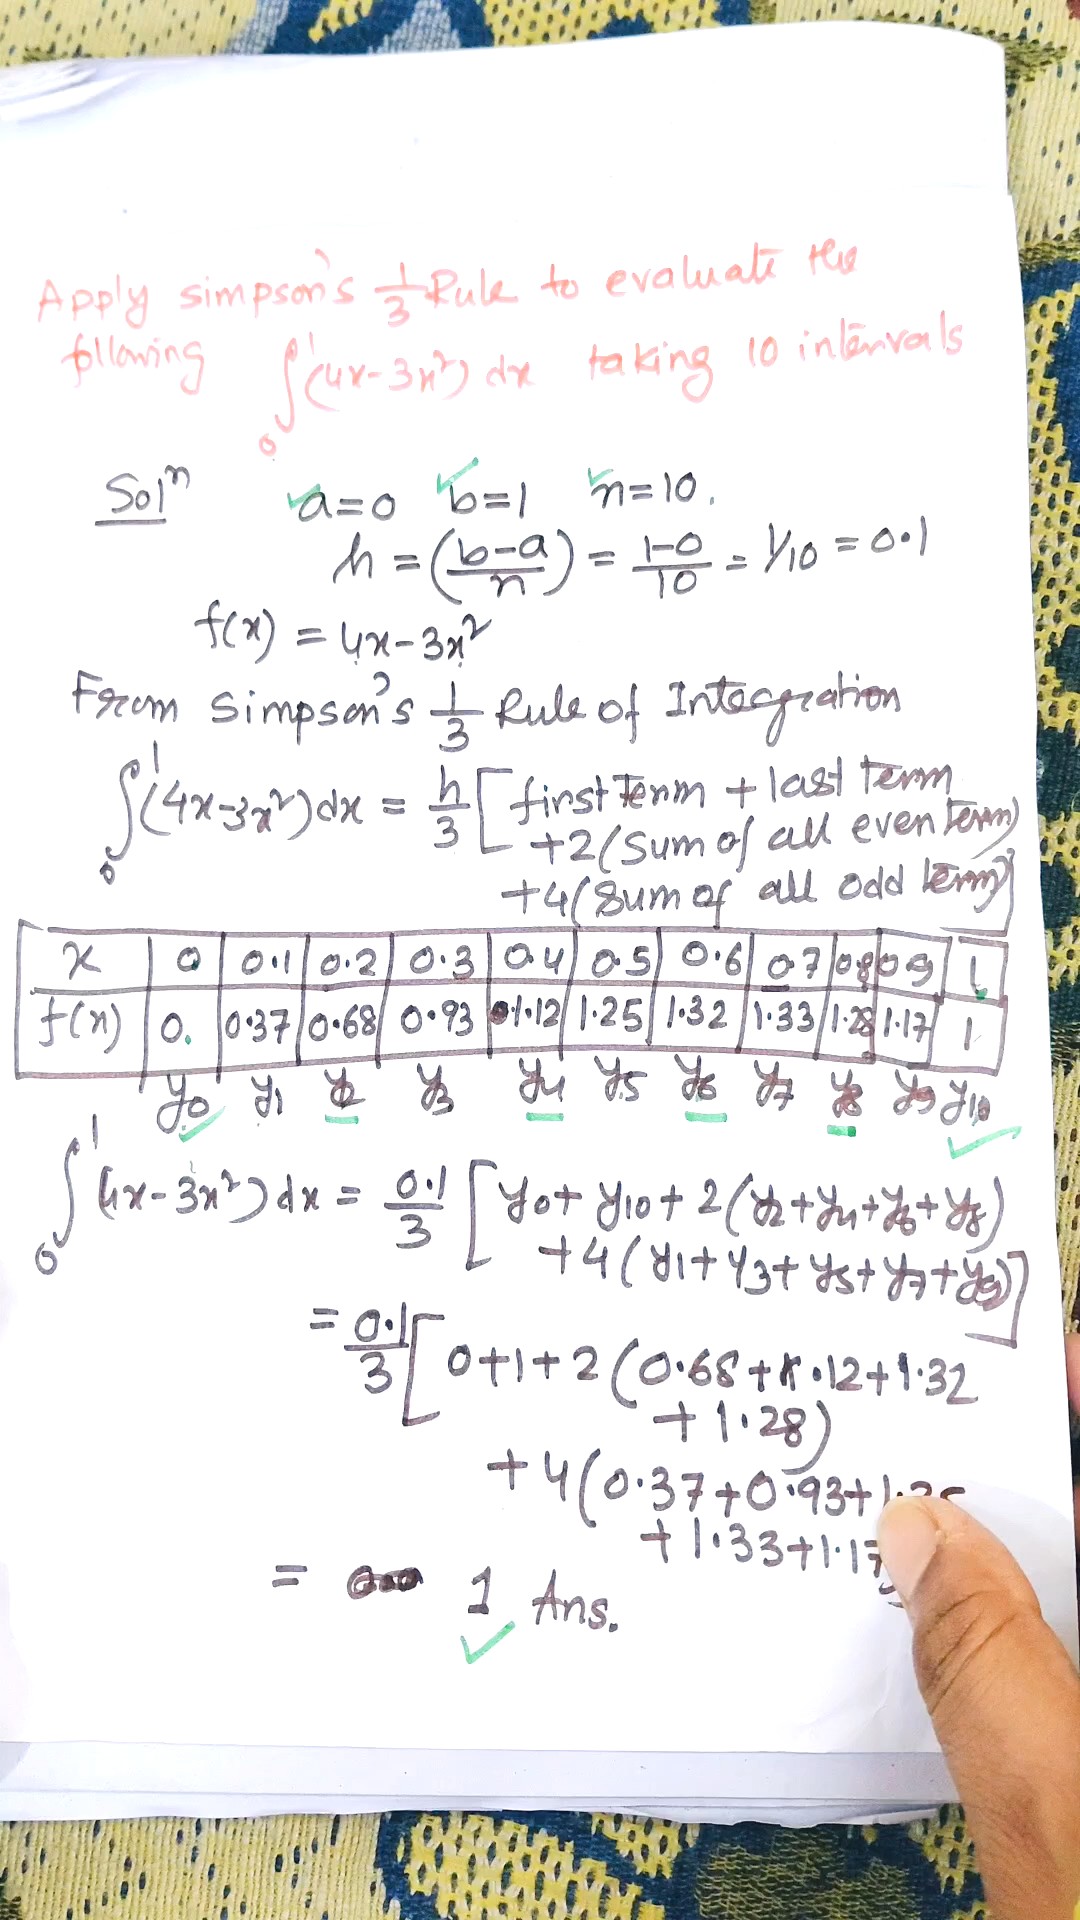 Apply simpson's 1/3 Rule to evaluate the
following ∫₀¹(4x-3x²) dx taking 10 intervals
Solⁿ a=0 b=1 n=10.
h = (b-a/n) = 1-0/10 = 1/10 = 0.1
f(x) = 4x-3x²
From Simpson's 1/3 Rule of Integration
∫₀¹(4x-3x²)dx = h/3 [first Term + last Term
+2(Sum of all even term)
+4(Sum of all odd term)]
x 0 0.1 0.2 0.3 0.4 0.5 0.6 0.7 0.8 0.9 1
f(x) 0. 0.37 0.68 0.93 1.12 1.25 1.32 1.33 1.28 1.17 1
y0 y1 y2 y3 y4 y5 y6 y7 y8 y9 y10
∫₀¹(4x-3x²)dx = 0.1/3 [y0+y10+2(y2+y4+y6+y8)
+4(y1+y3+y5+y7+y9)]
= 0.1/3 [0+1+2(0.68+1.12+1.32
+1.28)
+4(0.37+0.93+
+1.33+1.17
= 1 Ans.